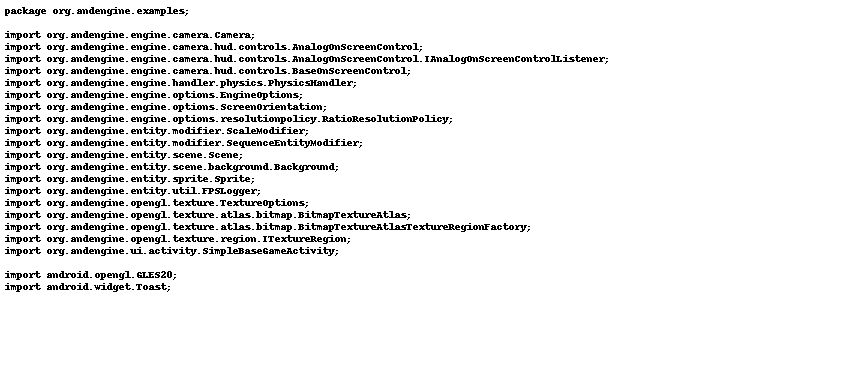 package org.andengine.examples;

import org.andengine.engine.camera.Camera;
import org.andengine.engine.camera.hud.controls.AnalogOnScreenControl;
import org.andengine.engine.camera.hud.controls.AnalogOnScreenControl.IAnalogOnScreenControlListener;
import org.andengine.engine.camera.hud.controls.BaseOnScreenControl;
import org.andengine.engine.handler.physics.PhysicsHandler;
import org.andengine.engine.options.EngineOptions;
import org.andengine.engine.options.ScreenOrientation;
import org.andengine.engine.options.resolutionpolicy.RatioResolutionPolicy;
import org.andengine.entity.modifier.ScaleModifier;
import org.andengine.entity.modifier.SequenceEntityModifier;
import org.andengine.entity.scene.Scene;
import org.andengine.entity.scene.background.Background;
import org.andengine.entity.sprite.Sprite;
import org.andengine.entity.util.FPSLogger;
import org.andengine.opengl.texture.TextureOptions;
import org.andengine.opengl.texture.atlas.bitmap.BitmapTextureAtlas;
import org.andengine.opengl.texture.atlas.bitmap.BitmapTextureAtlasTextureRegionFactory;
import org.andengine.opengl.texture.region.ITextureRegion;
import org.andengine.ui.activity.SimpleBaseGameActivity;

import android.opengl.GLES20;
import android.widget.Toast;